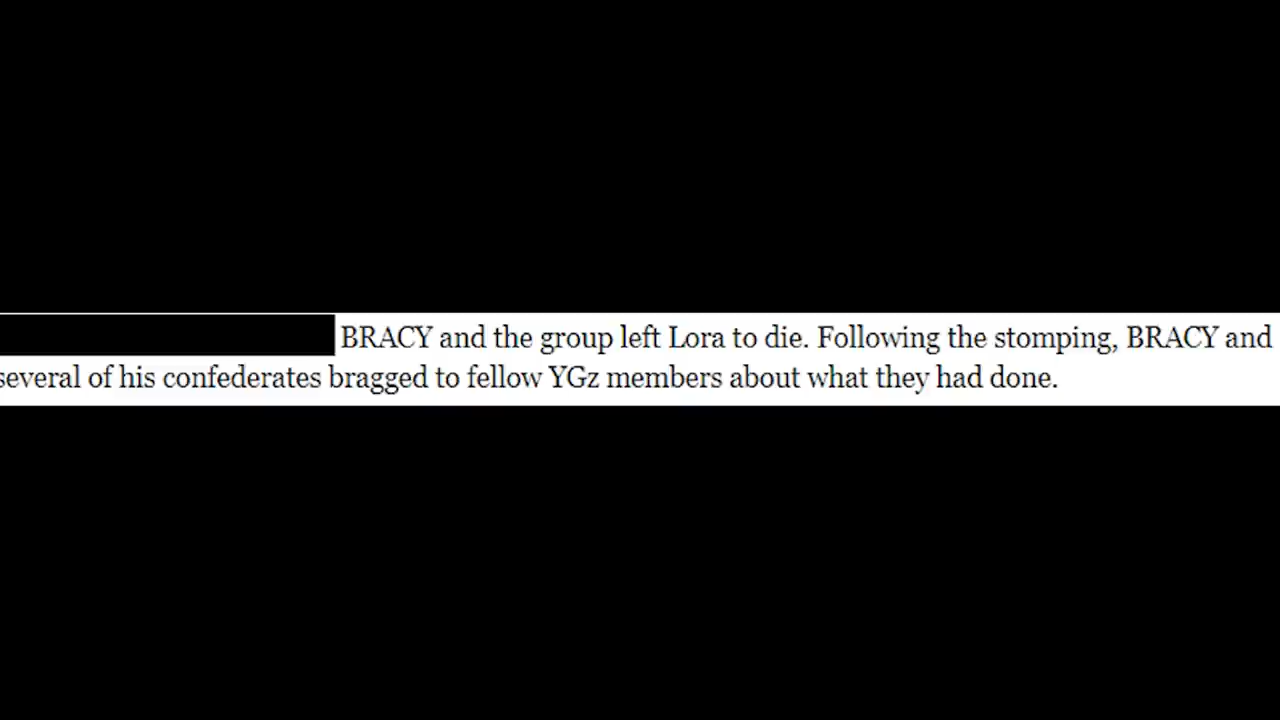 BRACY and the group left Lora to die. Following the stomping, BRACY and
several of his confederates bragged to fellow YGz members about what they had done.